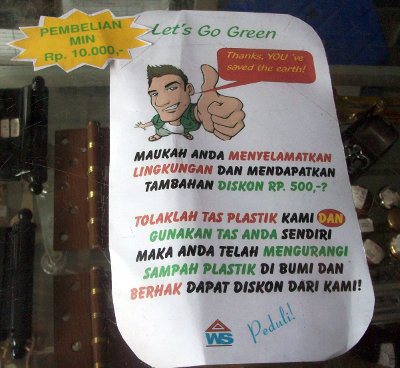 PEMBELIAN
MIN
Rp. 10.000,-
Let's Go Green
Thanks, YOU 've
saved the earth!
MAUKAH ANDA MENYELAMATKAN
LINGKUNGAN DAN MENDAPATKAN
TAMBAHAN DISKON RP. 500,-?
TOLAKLAH TAS PLASTIK KAMI DAN
GUNAKAN TAS ANDA SENDIRI
MAKA ANDA TELAH MENGURANGI
SAMPAH PLASTIK DI BUMI DAN
BERHAK DAPAT DISKON DARI KAMI!
WS
Peduli!